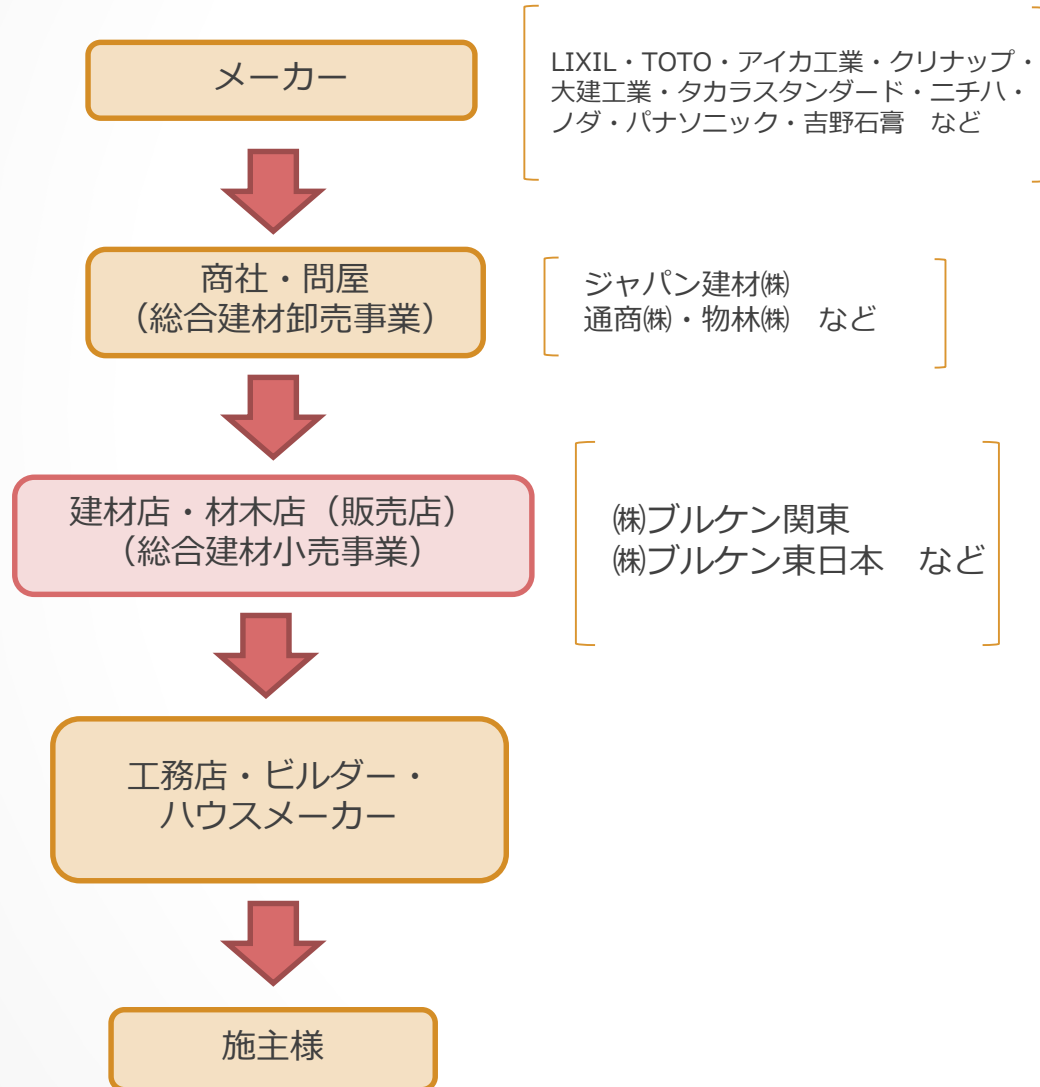 メーカー
LIXIL・TOTO・アイカ工業・クリナップ・
大建工業・タカラスタンダード・ニチハ・
ノダ・パナソニック・吉野石膏　など
商社・問屋
（総合建材卸売事業）
ジャパン建材㈱
通商㈱・物林㈱　など
建材店・材木店（販売店）
（総合建材小売事業）
㈱ブルケン関東
㈱ブルケン東日本　など
工務店・ビルダー・
ハウスメーカー
施主様